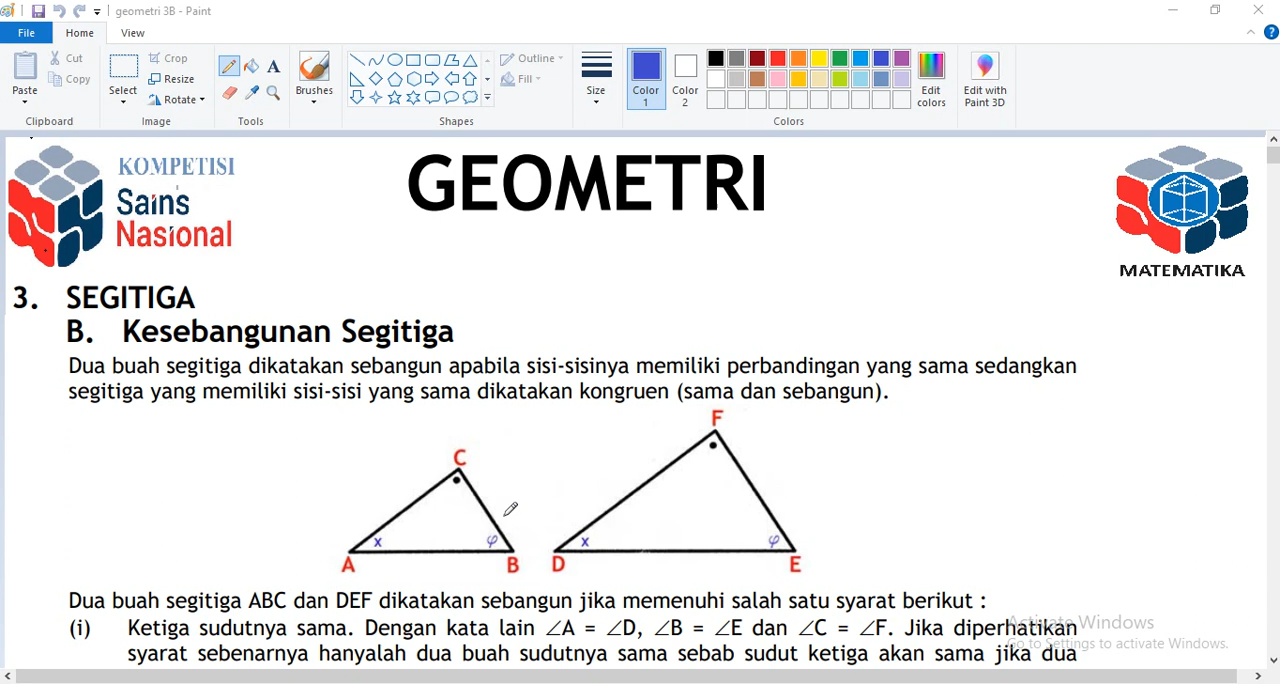 geometri 3B - Paint
File Home View
Paste
Cut
Copy
Clipboard
Select
Crop
Resize
Rotate
Image
A
Tools
Brushes
Outline
Fill
Shapes
Size
Color 1
Color 2
Edit colors
Colors
Edit with Paint 3D
KOMPETISI
Sains
Nasional
GEOMETRI
MATEMATIKA
3. SEGITIGA
B. Kesebangunan Segitiga
Dua buah segitiga dikatakan sebangun apabila sisi-sisinya memiliki perbandingan yang sama sedangkan
segitiga yang memiliki sisi-sisi yang sama dikatakan kongruen (sama dan sebangun).
F
C
x φ x φ
A B D E
Dua buah segitiga ABC dan DEF dikatakan sebangun jika memenuhi salah satu syarat berikut :
(i) Ketiga sudutnya sama. Dengan kata lain ∠A = ∠D, ∠B = ∠E dan ∠C = ∠F. Jika diperhatikan
syarat sebenarnya hanyalah dua buah sudutnya sama sebab sudut ketiga akan sama jika dua
Activate Windows
Go to Settings to activate Windows.